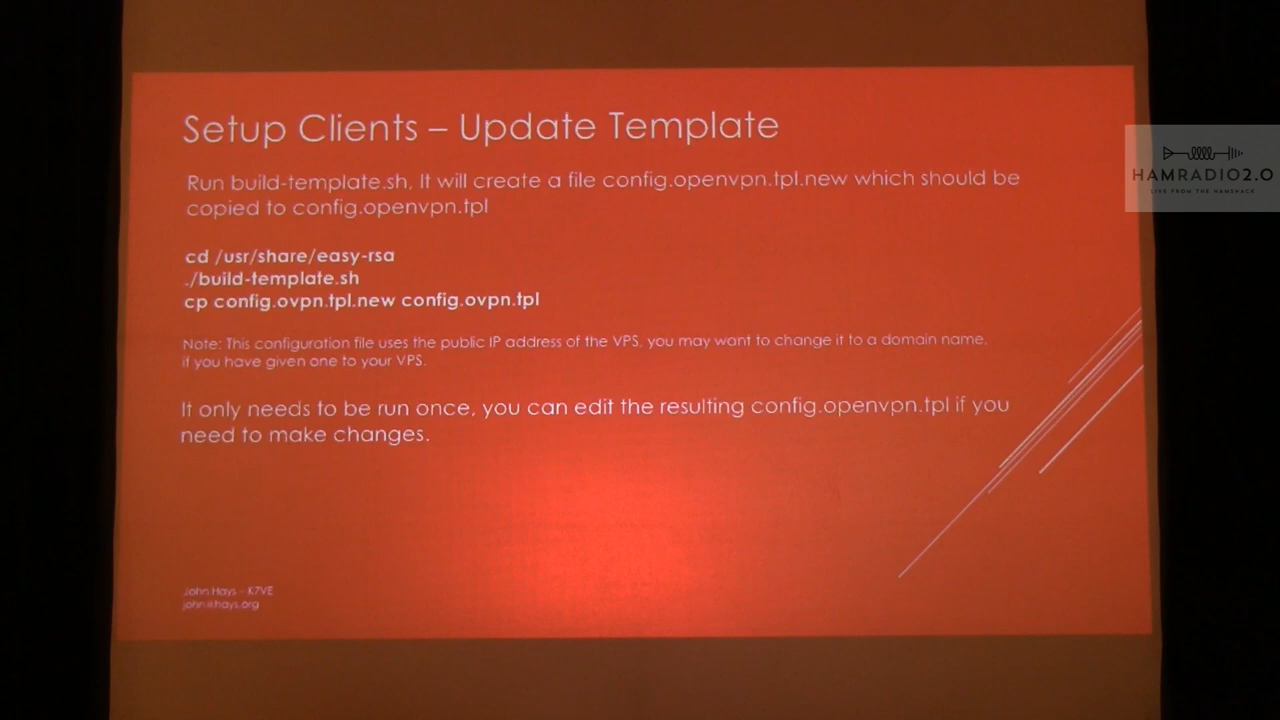 Setup Clients – Update Template
Run build-template.sh, It will create a file config.openvpn.tpl.new which should be
copied to config.openvpn.tpl
cd /usr/share/easy-rsa
./build-template.sh
cp config.ovpn.tpl.new config.ovpn.tpl
Note: This configuration file uses the public IP address of the VPS, you may want to change it to a domain name,
if you have given one to your VPS.
It only needs to be run once, you can edit the resulting config.openvpn.tpl if you
need to make changes.
John Hays – K7VE
john@hays.org
HAMRADIO2.0
LIVE FROM THE HAMSHACK